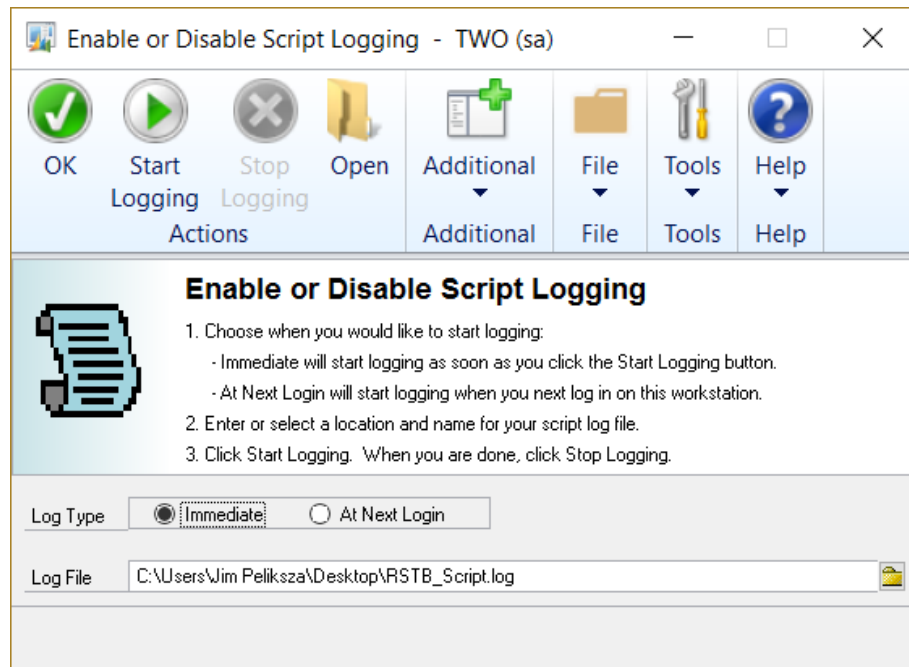 Enable or Disable Script Logging - TWO (sa)
OK
Start Logging
Stop Logging
Open
Additional
File
Tools
Help
Actions
Additional
File
Tools
Help
Enable or Disable Script Logging
1. Choose when you would like to start logging:
- Immediate will start logging as soon as you click the Start Logging button.
- At Next Login will start logging when you next log in on this workstation.
2. Enter or select a location and name for your script log file.
3. Click Start Logging. When you are done, click Stop Logging.
Log Type Immediate At Next Login
Log File C:\Users\Jim Peliksza\Desktop\RSTB_Script.log